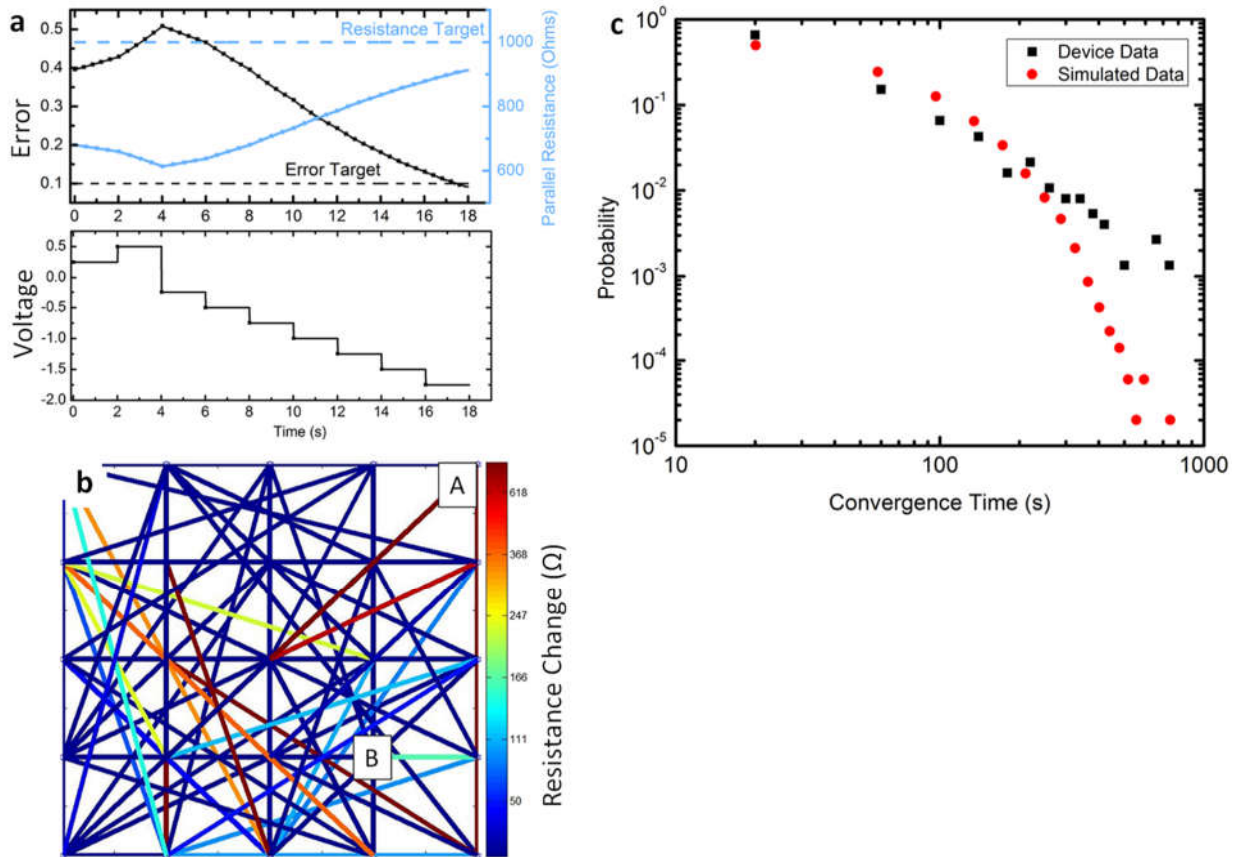 a
Resistance Target
Error Target
Error
0.5
0.4
0.3
0.2
0.1
1000
800
600
Parallel Resistance (Ohms)
0 2 4 6 8 10 12 14 16 18
Voltage
0.5
0.0
-0.5
-1.0
-1.5
-2.0
0 2 4 6 8 10 12 14 16 18
Time (s)
b
A
B
618
368
247
166
111
50
Resistance Change (Ω)
c
Device Data
Simulated Data
Probability
10⁰
10⁻¹
10⁻²
10⁻³
10⁻⁴
10⁻⁵
10 100 1000
Convergence Time (s)